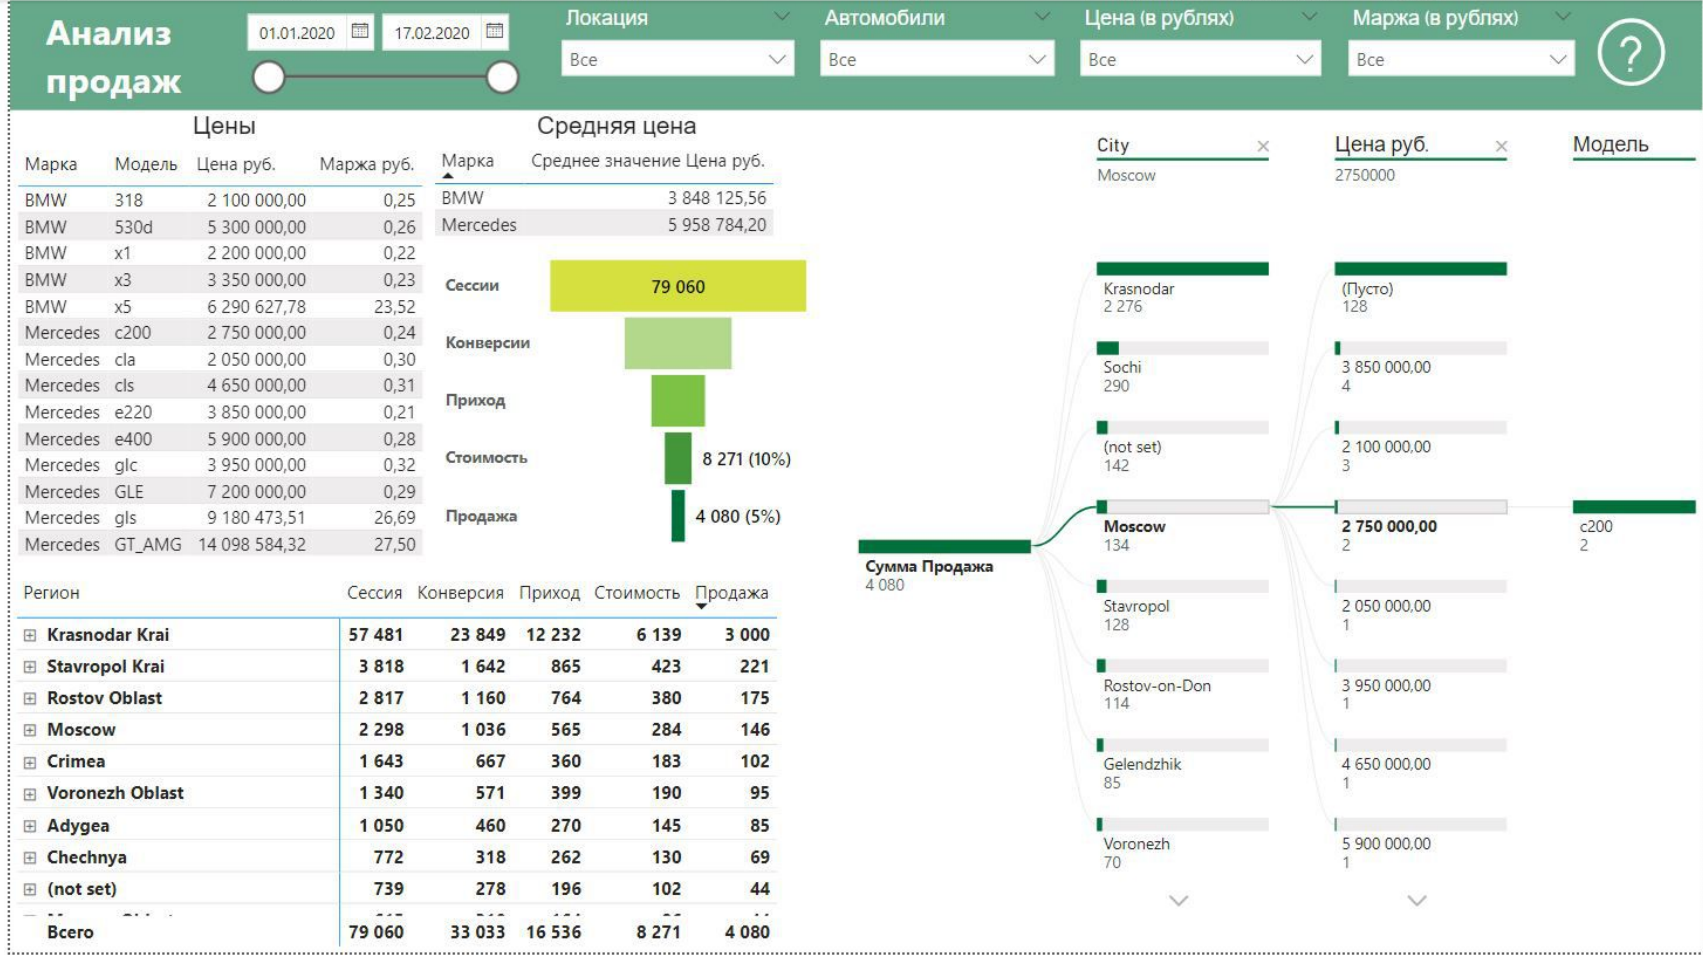 Анализ
продаж
01.01.2020 17.02.2020
Локация Автомобили Цена (в рублях) Маржа (в рублях)
Все Все Все Все ?
Цены
Марка Модель Цена руб. Маржа руб.
BMW 318 2 100 000,00 0,25
BMW 530d 5 300 000,00 0,26
BMW x1 2 200 000,00 0,22
BMW x3 3 350 000,00 0,23
BMW x5 6 290 627,78 23,52
Mercedes c200 2 750 000,00 0,24
Mercedes cla 2 050 000,00 0,30
Mercedes cls 4 650 000,00 0,31
Mercedes e220 3 850 000,00 0,21
Mercedes e400 5 900 000,00 0,28
Mercedes glc 3 950 000,00 0,32
Mercedes GLE 7 200 000,00 0,29
Mercedes gls 9 180 473,51 26,69
Mercedes GT_AMG 14 098 584,32 27,50
Средняя цена
Марка Среднее значение Цена руб.
BMW 3 848 125,56
Mercedes 5 958 784,20
Сессии 79 060
Конверсии
Приход
Стоимость 8 271 (10%)
Продажа 4 080 (5%)
Регион Сессия Конверсия Приход Стоимость Продажа
Krasnodar Krai 57 481 23 849 12 232 6 139 3 000
Stavropol Krai 3 818 1 642 865 423 221
Rostov Oblast 2 817 1 160 764 380 175
Moscow 2 298 1 036 565 284 146
Crimea 1 643 667 360 183 102
Voronezh Oblast 1 340 571 399 190 95
Adygea 1 050 460 270 145 85
Chechnya 772 318 262 130 69
(not set) 739 278 196 102 44
Всего 79 060 33 033 16 536 8 271 4 080
City Цена руб. Модель
Moscow 2750000
Сумма Продажа
4 080
Krasnodar
2 276
Sochi
290
(not set)
142
Moscow
134
Stavropol
128
Rostov-on-Don
114
Gelendzhik
85
Voronezh
70
(Пусто)
128
3 850 000,00
4
2 100 000,00
3
2 750 000,00
2
2 050 000,00
1
3 950 000,00
1
4 650 000,00
1
5 900 000,00
1
c200
2